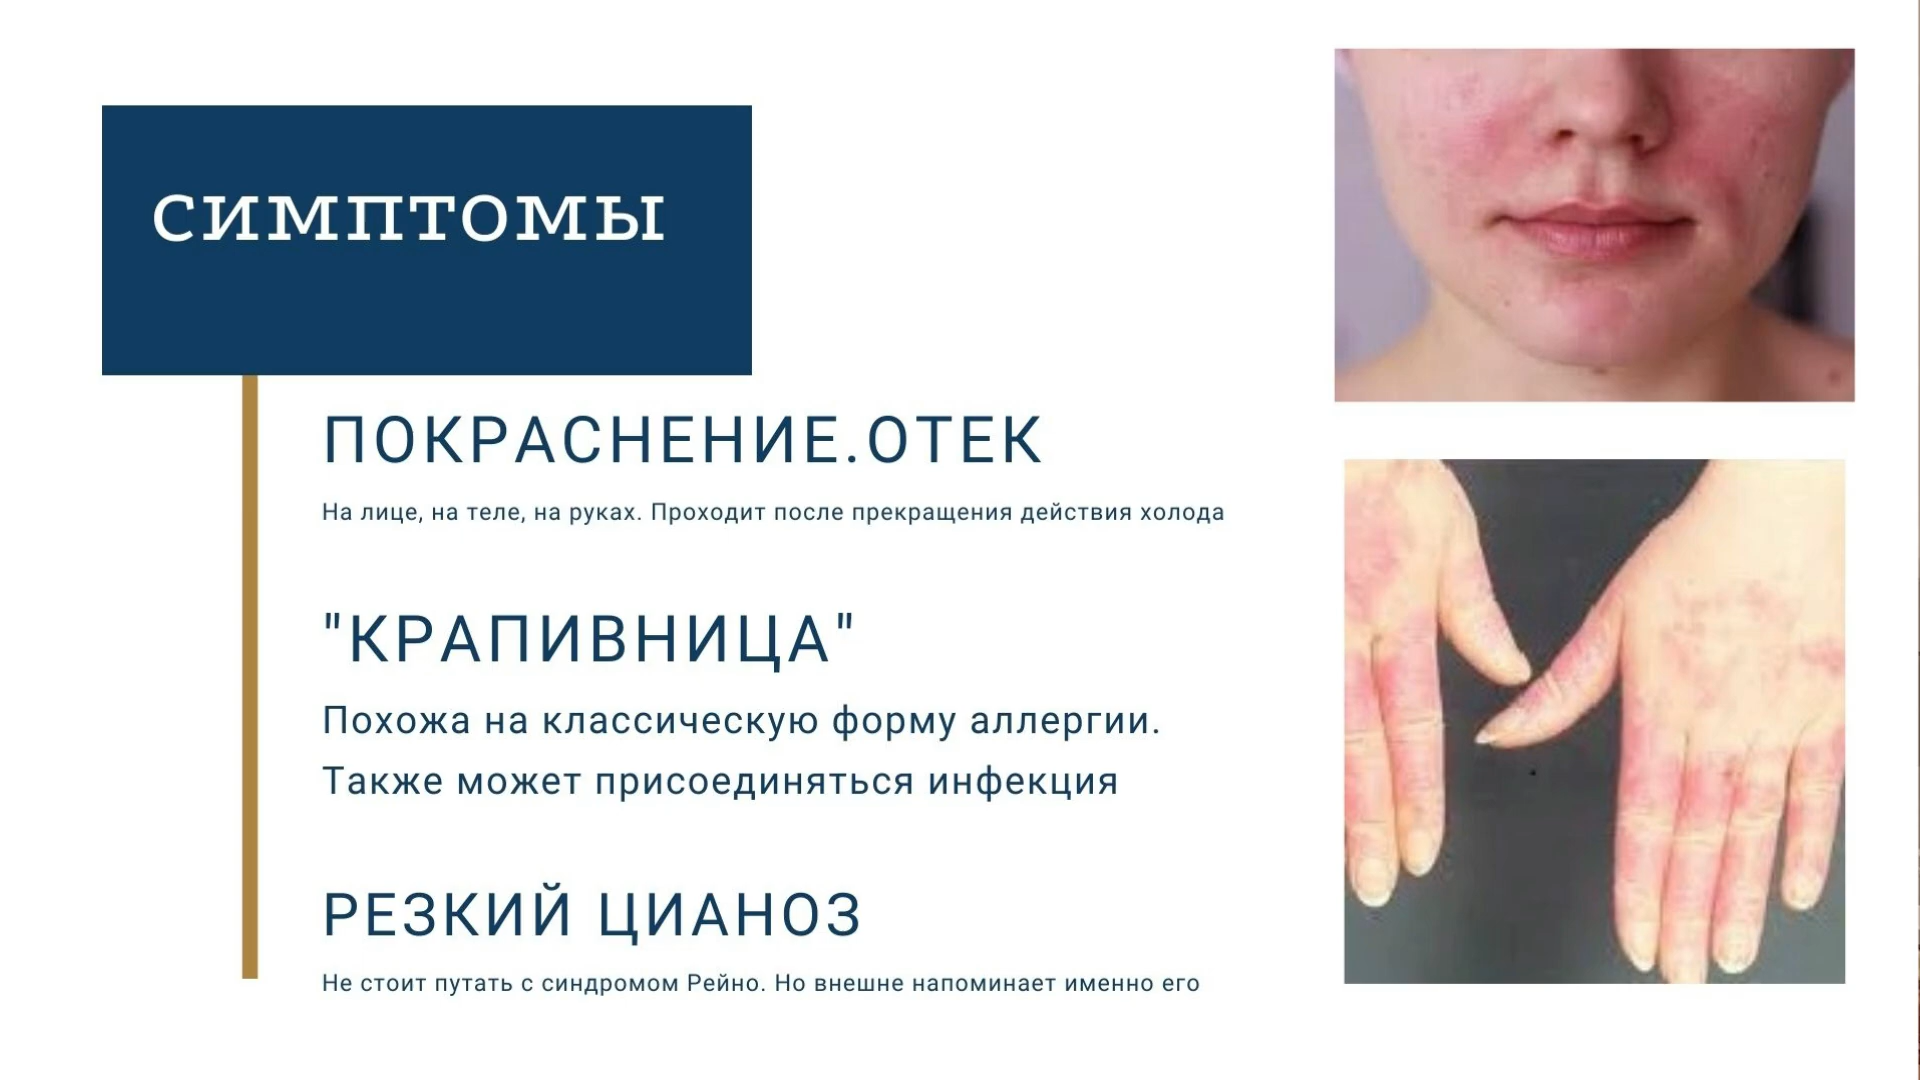 симптомы
ПОКРАСНЕНИЕ.ОТЕК
На лице, на теле, на руках. Проходит после прекращения действия холода
"КРАПИВНИЦА"
Похожа на классическую форму аллергии.
Также может присоединяться инфекция
РЕЗКИЙ ЦИАНОЗ
Не стоит путать с синдромом Рейно. Но внешне напоминает именно его